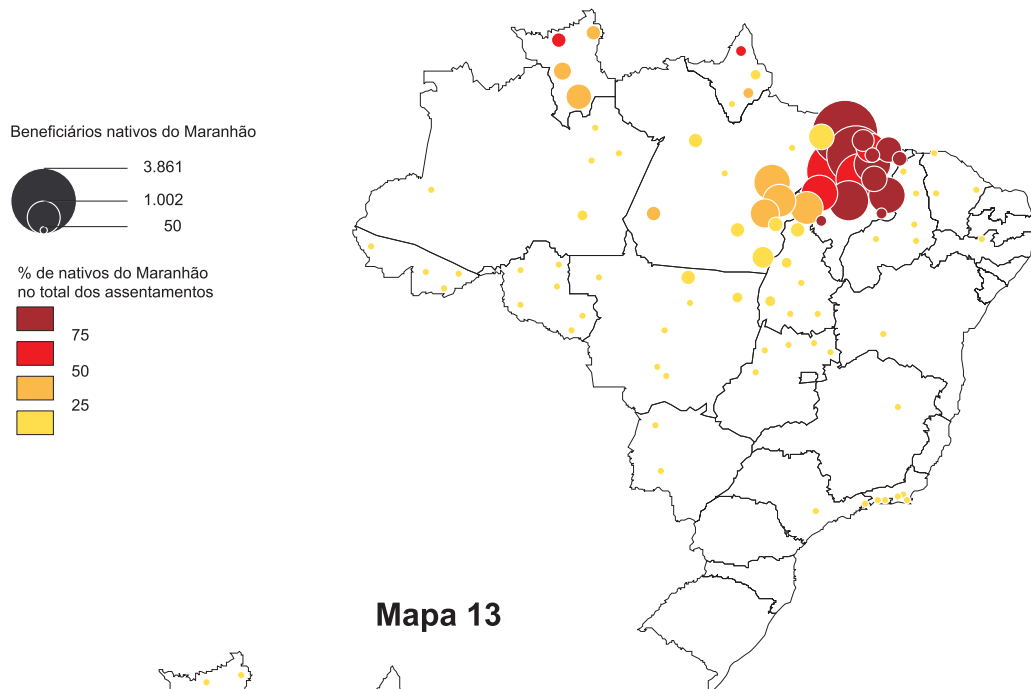 Beneficiários nativos do Maranhão
3.861
1.002
50
% de nativos do Maranhão
no total dos assentamentos
75
50
25
Mapa 13